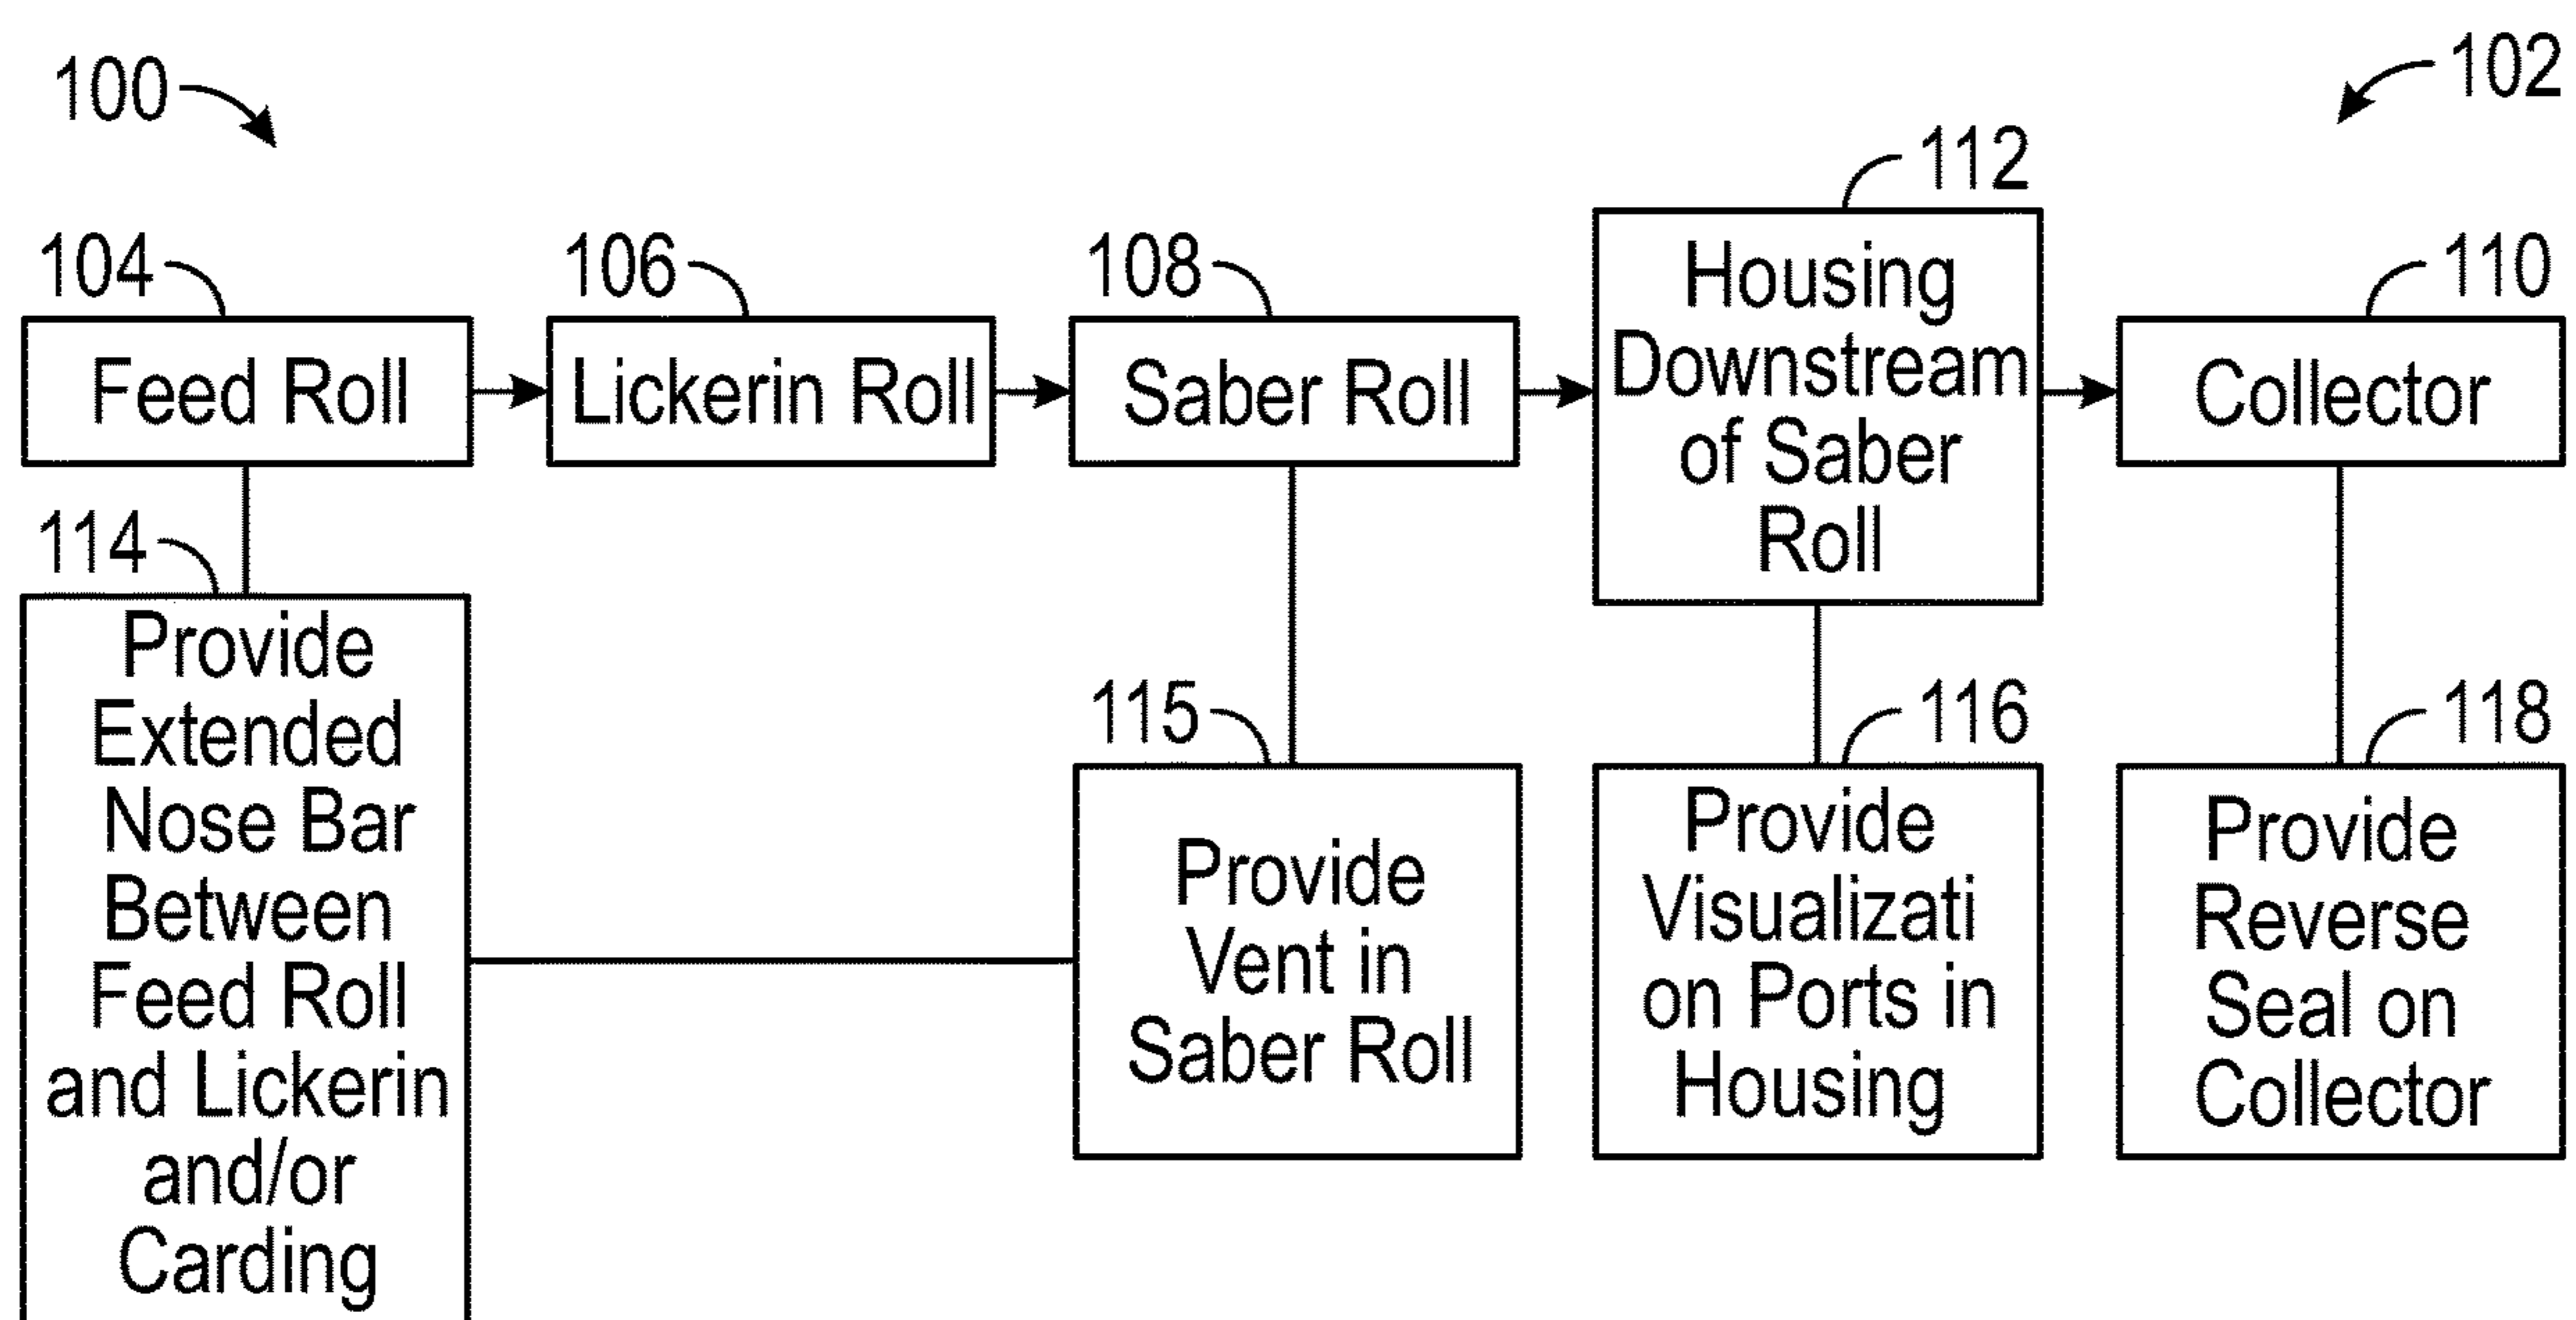 100
102
104
106
108
112
110
Feed Roll
Lickerin Roll
Saber Roll
Housing
Downstream
of Saber
Roll
Collector
114
Provide
Extended
Nose Bar
Between
Feed Roll
and Lickerin
and/or
Carding
115
Provide
Vent in
Saber Roll
116
Provide
Visualizati
on Ports in
Housing
118
Provide
Reverse
Seal on
Collector